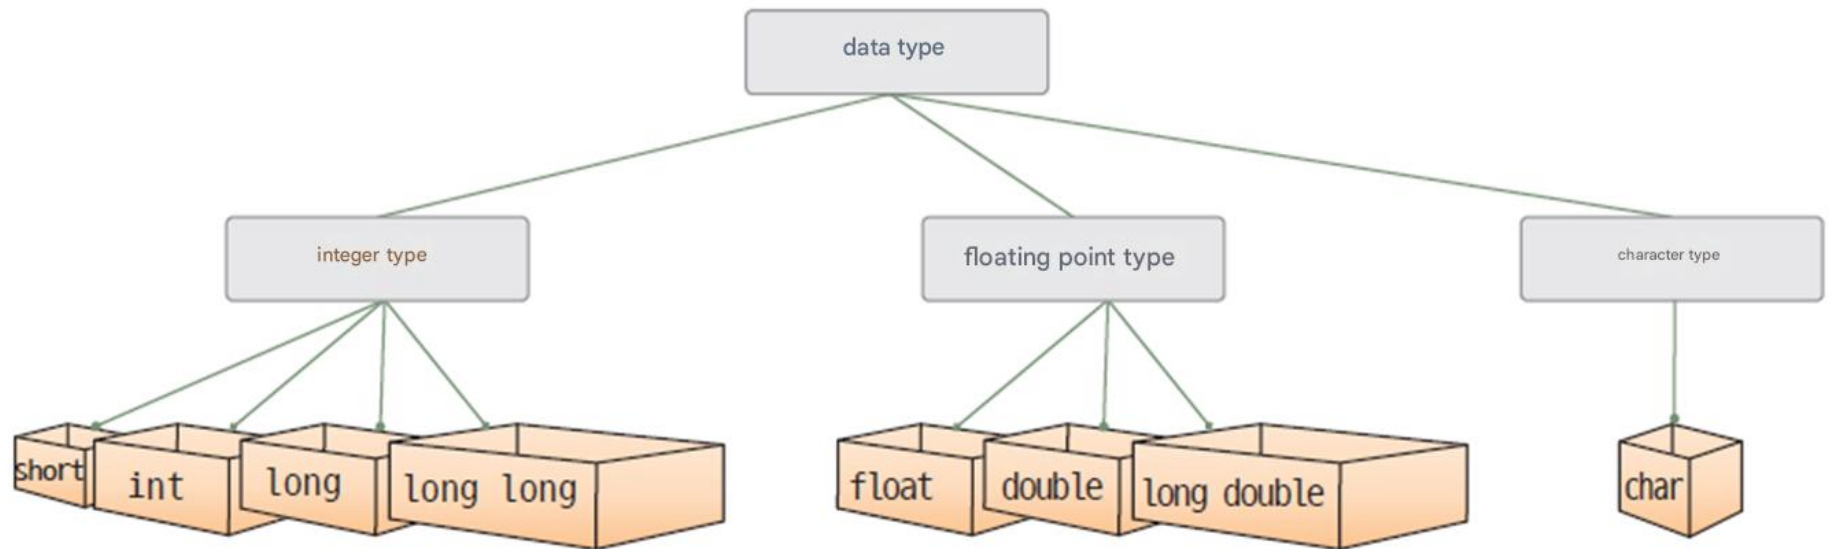 data type
integer type
floating point type
character type
short
int
long
long long
float
double
long double
char